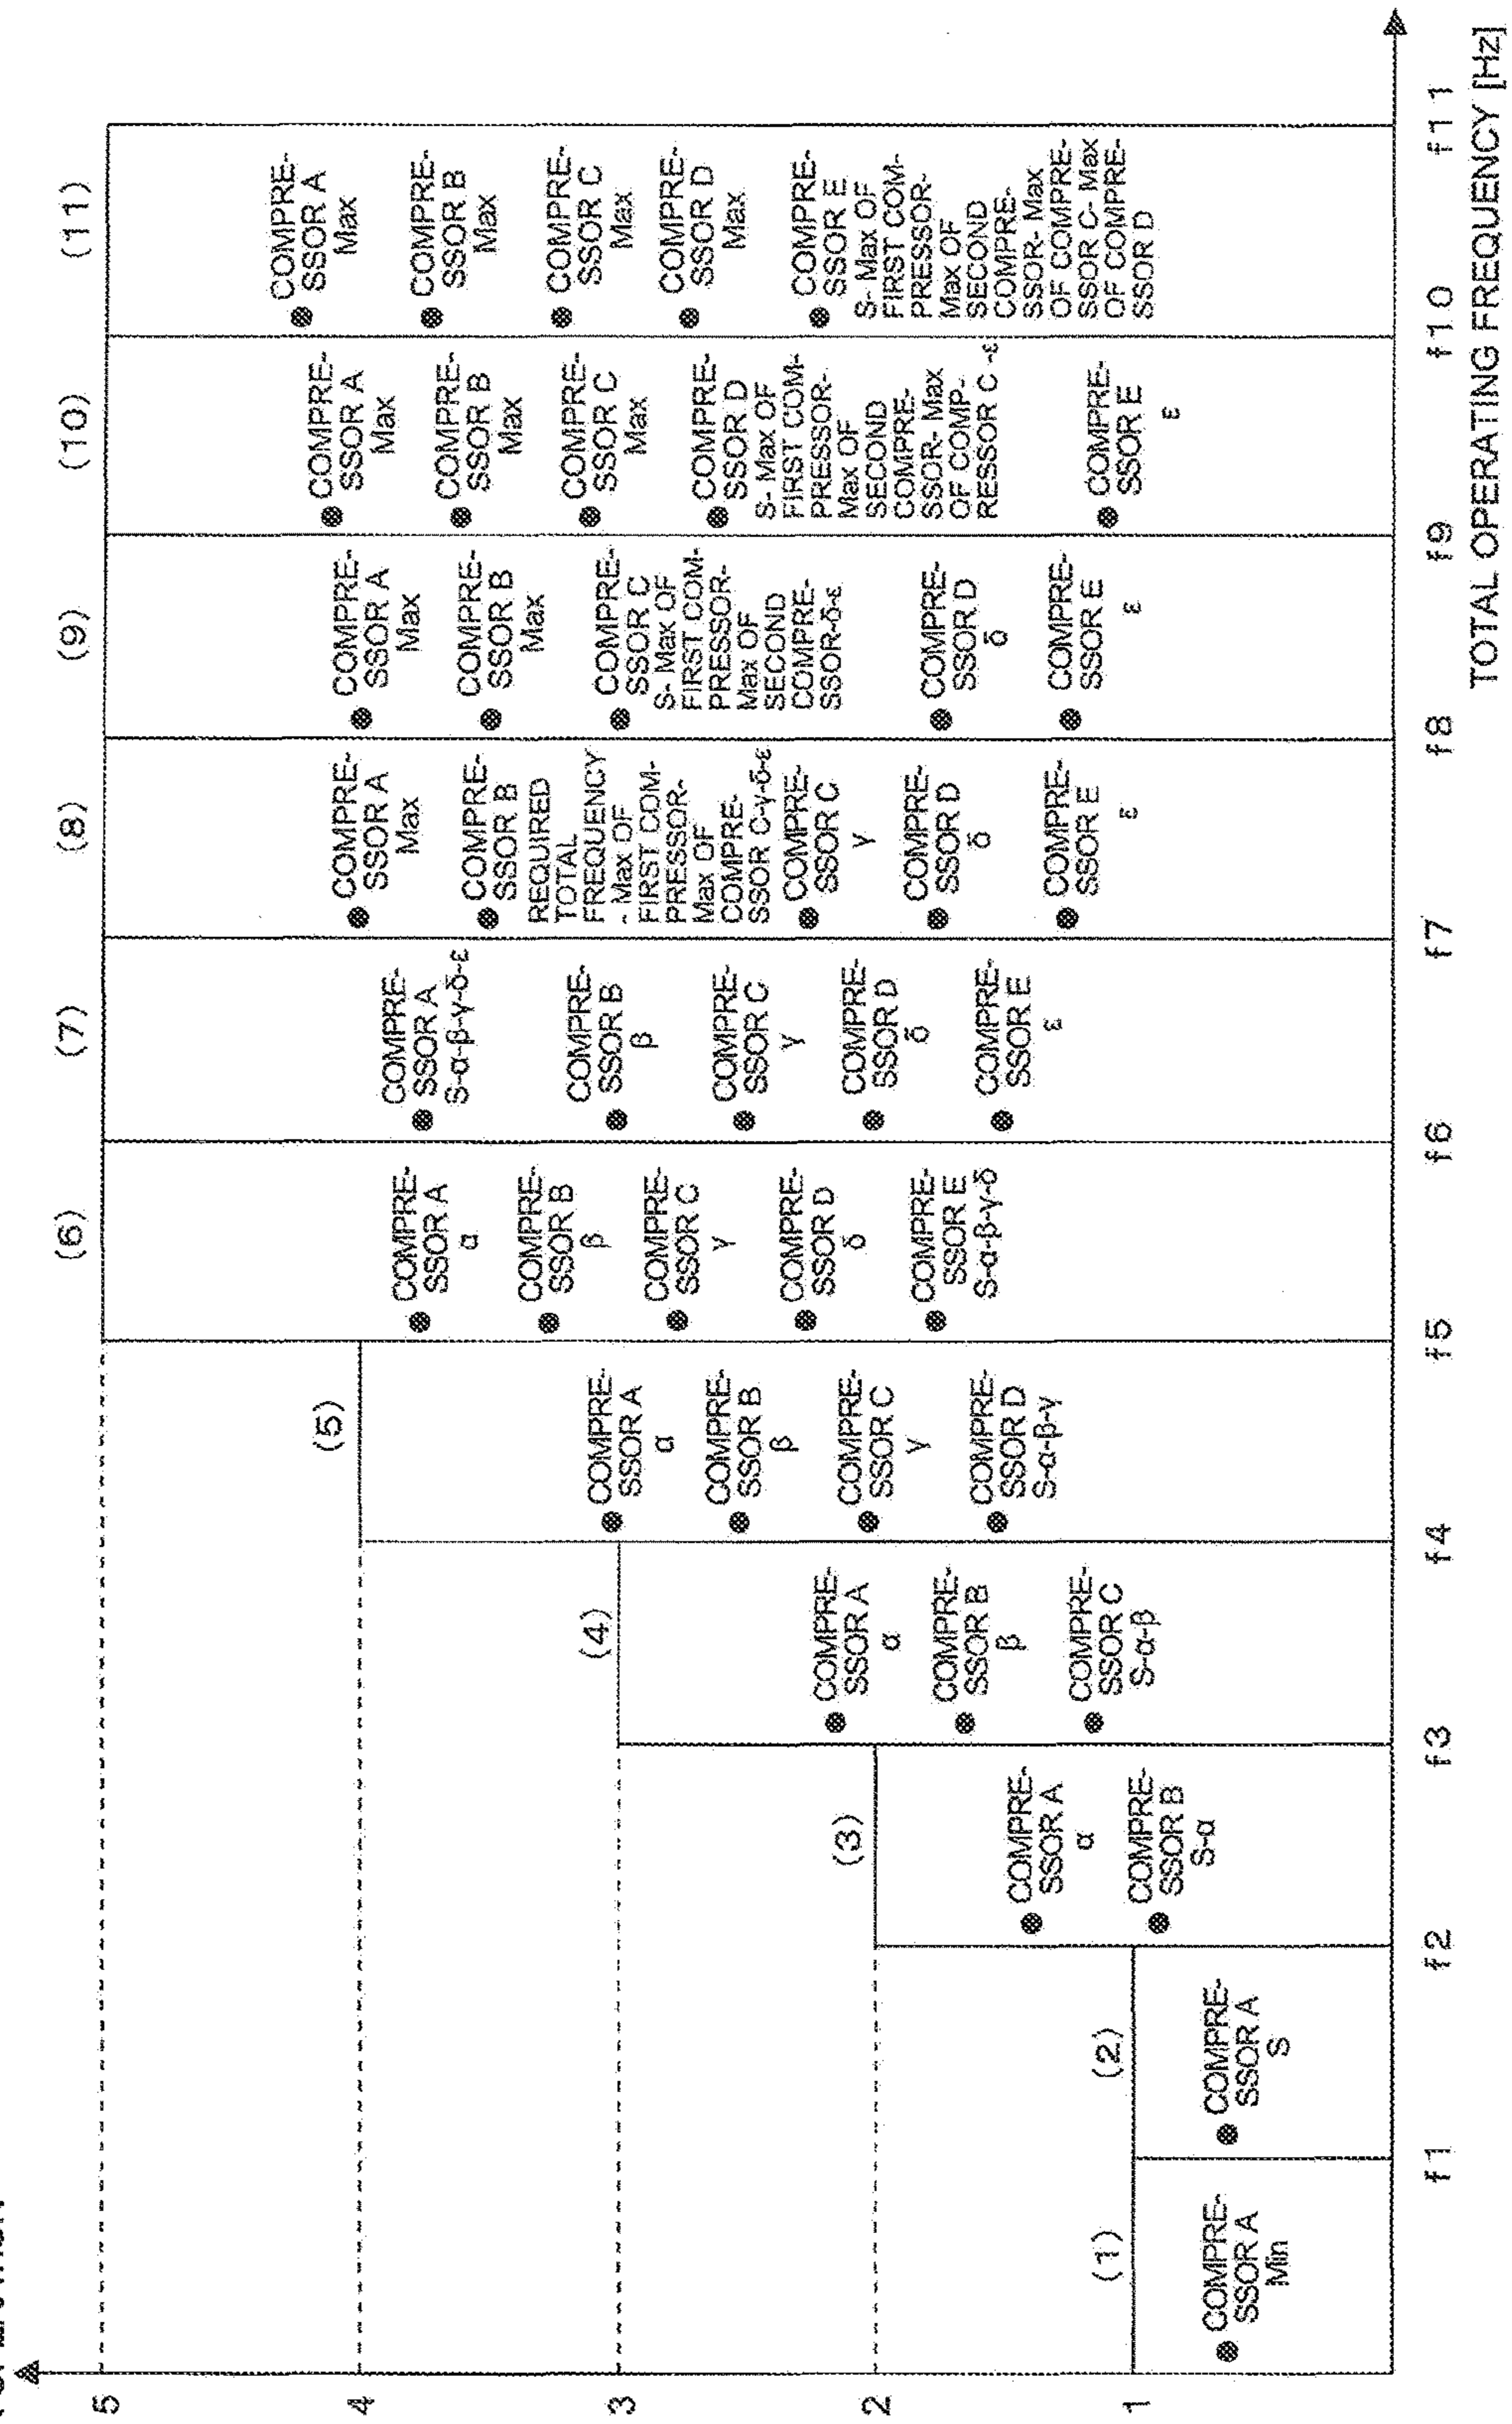 5
4
3
2
1
(1)
COMPRE-
SSOR A
Min
(2)
COMPRE-
SSOR A
S
(3)
COMPRE-
SSOR A
α
COMPRE-
SSOR B
S-α
(4)
COMPRE-
SSOR A
α
COMPRE-
SSOR B
β
COMPRE-
SSOR C
S-α-β
(5)
COMPRE-
SSOR A
α
COMPRE-
SSOR B
β
COMPRE-
SSOR C
γ
COMPRE-
SSOR D
S-α-β-γ
(6)
COMPRE-
SSOR A
α
COMPRE-
SSOR B
β
COMPRE-
SSOR C
γ
COMPRE-
SSOR D
δ
COMPRE-
SSOR E
S-α-β-γ-δ
(7)
COMPRE-
SSOR A
S-α-β-γ-δ-ε
COMPRE-
SSOR B
β
COMPRE-
SSOR C
γ
COMPRE-
SSOR D
δ
COMPRE-
SSOR E
ε
(8)
COMPRE-
SSOR A
Max
COMPRE-
SSOR B
REQUIRED
TOTAL
FREQUENCY
- Max OF
FIRST COM-
PRESSOR-
Max OF
COMPRE-
SSOR C-γ-δ-ε
COMPRE-
SSOR C
γ
COMPRE-
SSOR D
δ
COMPRE-
SSOR E
ε
(9)
COMPRE-
SSOR A
Max
COMPRE-
SSOR B
Max
COMPRE-
SSOR C
S- Max OF
FIRST COM-
PRESSOR-
Max OF
SECOND
COMPRE-
SSOR-δ-ε
COMPRE-
SSOR D
δ
COMPRE-
SSOR E
ε
(10)
COMPRE-
SSOR A
Max
COMPRE-
SSOR B
Max
COMPRE-
SSOR C
Max
COMPRE-
SSOR D
S- Max OF
FIRST COM-
PRESSOR-
Max OF
SECOND
COMPRE-
SSOR- Max
OF COMP-
RESSOR C -ε
COMPRE-
SSOR E
ε
(11)
COMPRE-
SSOR A
Max
COMPRE-
SSOR B
Max
COMPRE-
SSOR C
Max
COMPRE-
SSOR D
Max
COMPRE-
SSOR E
S- Max OF
FIRST COM-
PRESSOR-
Max OF
SECOND
COMPRE-
SSOR- Max
OF COMPRE-
SSOR C- Max
OF COMPRE-
SSOR D
f1 f2 f3 f4 f5 f6 f7 f8 f9 f10 f11
TOTAL OPERATING FREQUENCY [Hz]